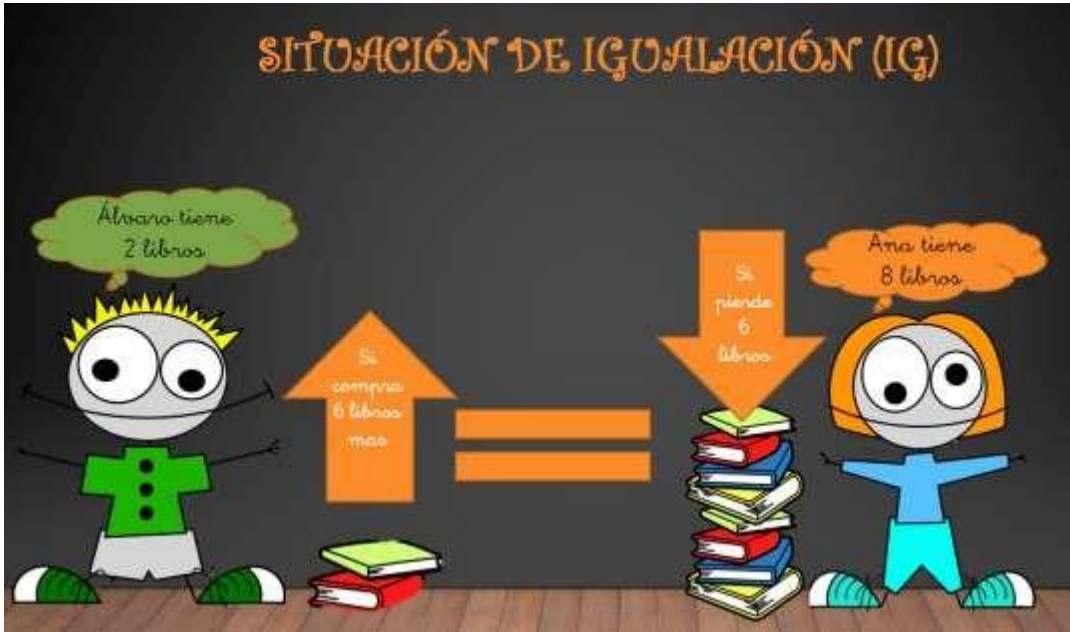 SITUACIÓN DE IGUALACIÓN (IG)
Álvaro tiene
2 libros
Si
compra
6 libros
mas
Si
pierde
6
libros
Ana tiene
8 libros